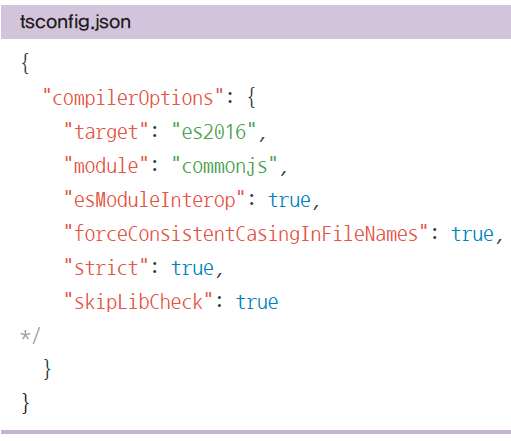 tsconfig.json
{
  "compilerOptions": {
    "target": "es2016",
    "module": "commonjs",
    "esModuleInterop": true,
    "forceConsistentCasingInFileNames": true,
    "strict": true,
    "skipLibCheck": true
*/
  }
}